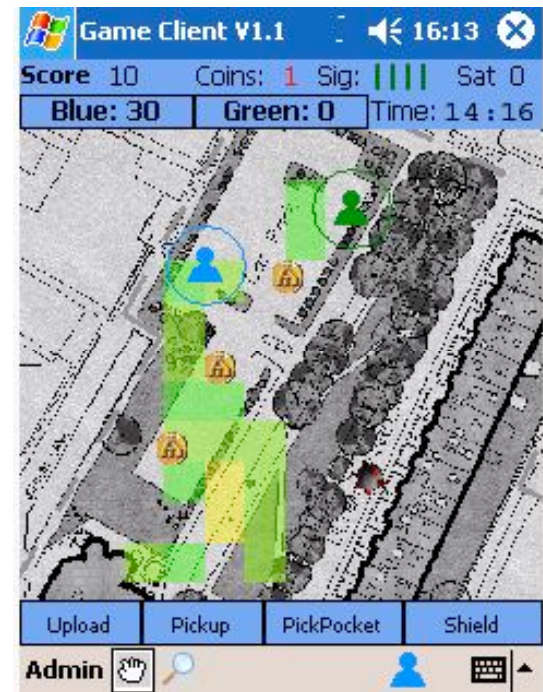 Game Client V1.1 16:13
Score 10 Coins: 1 Sig: Sat 0
Blue: 30 Green: 0 Time: 14:16
Upload Pickup PickPocket Shield
Admin